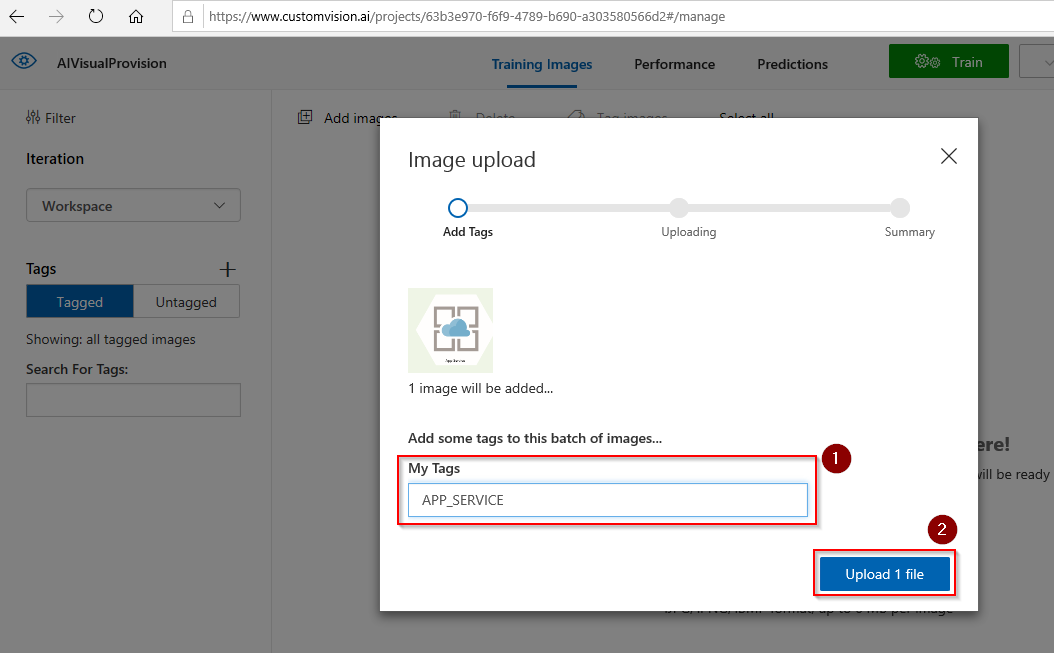 https://www.customvision.ai/projects/63b3e970-f6f9-4789-b690-a303580566d2#/manage
AIVisualProvision
Training Images
Performance
Predictions
Train
Filter
Add images
Delete
Tag images
Select all
Iteration
Workspace
Tags
Tagged
Untagged
Showing: all tagged images
Search For Tags:
Image upload
Add Tags
Uploading
Summary
App Service
1 image will be added...
Add some tags to this batch of images...
My Tags
1
APP_SERVICE
2
Upload 1 file
ere!
will be ready
format, up to 6 MB per image